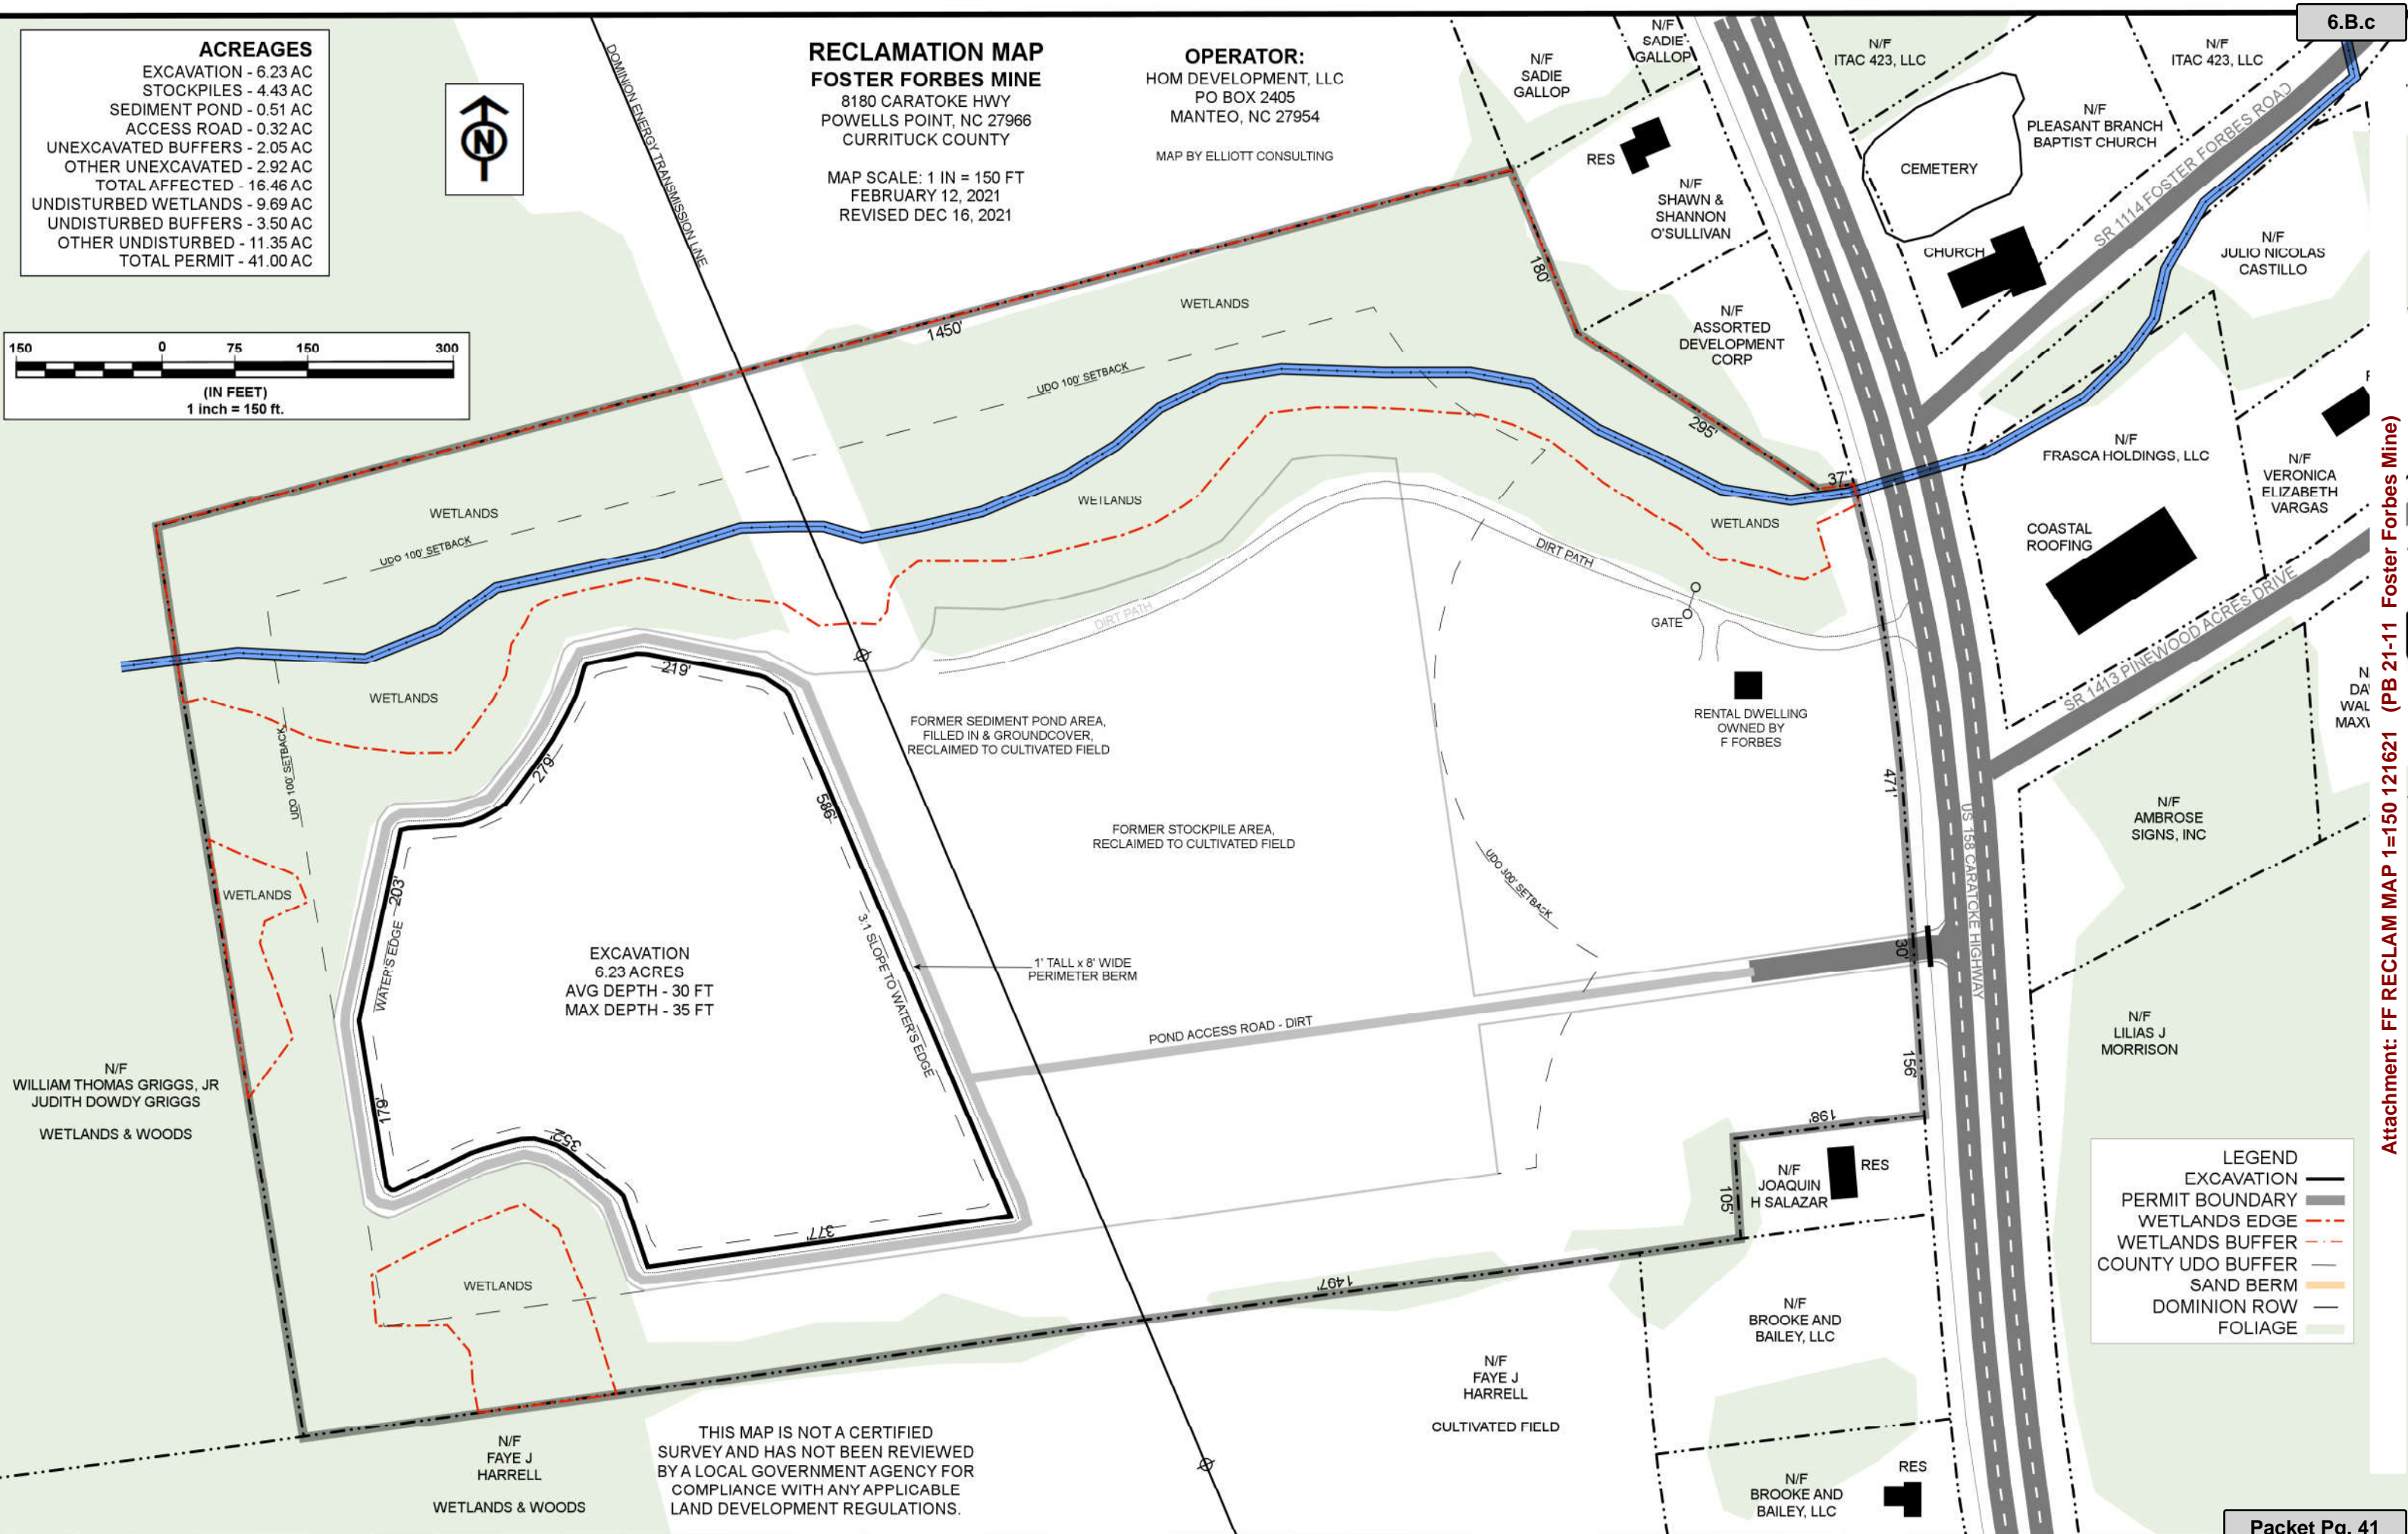 6.B.c
ACREAGES
EXCAVATION - 6.23 AC
STOCKPILES - 4.43 AC
SEDIMENT POND - 0.51 AC
ACCESS ROAD - 0.32 AC
UNEXCAVATED BUFFERS - 2.05 AC
OTHER UNEXCAVATED - 2.92 AC
TOTAL AFFECTED - 16.46 AC
UNDISTURBED WETLANDS - 9.69 AC
UNDISTURBED BUFFERS - 3.50 AC
OTHER UNDISTURBED - 11.35 AC
TOTAL PERMIT - 41.00 AC
N
RECLAMATION MAP
FOSTER FORBES MINE
8180 CARATOKE HWY
POWELLS POINT, NC 27966
CURRITUCK COUNTY
MAP SCALE: 1 IN = 150 FT
FEBRUARY 12, 2021
REVISED DEC 16, 2021
OPERATOR:
HOM DEVELOPMENT, LLC
PO BOX 2405
MANTEO, NC 27954
MAP BY ELLIOTT CONSULTING
150 0 75 150 300
(IN FEET)
1 inch = 150 ft.
DOMINION ENERGY TRANSMISSION LINE
N/F
SADIE
GALLOP
N/F
SADIE
GALLOP
RES
N/F
SHAWN &
SHANNON
O'SULLIVAN
N/F
ASSORTED
DEVELOPMENT
CORP
N/F
ITAC 423, LLC
N/F
ITAC 423, LLC
CEMETERY
N/F
PLEASANT BRANCH
BAPTIST CHURCH
SR 1114 FOSTER FORBES ROAD
CHURCH
N/F
JULIO NICOLAS
CASTILLO
N/F
FRASCA HOLDINGS, LLC
N/F
VERONICA
ELIZABETH
VARGAS
COASTAL
ROOFING
SR 1413 PINEWOOD ACRES DRIVE
1450'
180'
295'
37'
WETLANDS
UDO 100' SETBACK
WETLANDS
UDO 100' SETBACK
WETLANDS
WETLANDS
DIRT PATH
DIRT PATH
GATE
RENTAL DWELLING
OWNED BY
F FORBES
WETLANDS
UDO 100' SETBACK
WETLANDS
219'
279'
586'
203'
WATER'S EDGE
179'
352'
377'
3:1 SLOPE TO WATER'S EDGE
EXCAVATION
6.23 ACRES
AVG DEPTH - 30 FT
MAX DEPTH - 35 FT
FORMER SEDIMENT POND AREA,
FILLED IN & GROUNDCOVER,
RECLAIMED TO CULTIVATED FIELD
FORMER STOCKPILE AREA,
RECLAIMED TO CULTIVATED FIELD
1' TALL x 8' WIDE
PERIMETER BERM
POND ACCESS ROAD - DIRT
UDO 300' SETBACK
471'
30'
156'
198'
105'
1497'
US 158 CARATOKE HIGHWAY
N/F
AMBROSE
SIGNS, INC
N/F
LILIAS J
MORRISON
N/F
WILLIAM THOMAS GRIGGS, JR
JUDITH DOWDY GRIGGS
WETLANDS & WOODS
WETLANDS
N/F
JOAQUIN
H SALAZAR
RES
N/F
BROOKE AND
BAILEY, LLC
N/F
FAYE J
HARRELL
CULTIVATED FIELD
N/F
FAYE J
HARRELL
WETLANDS & WOODS
THIS MAP IS NOT A CERTIFIED
SURVEY AND HAS NOT BEEN REVIEWED
BY A LOCAL GOVERNMENT AGENCY FOR
COMPLIANCE WITH ANY APPLICABLE
LAND DEVELOPMENT REGULATIONS.
N/F
BROOKE AND
BAILEY, LLC
RES
LEGEND
EXCAVATION
PERMIT BOUNDARY
WETLANDS EDGE
WETLANDS BUFFER
COUNTY UDO BUFFER
SAND BERM
DOMINION ROW
FOLIAGE
Attachment: FF RECLAM MAP 1=150 121621 (PB 21-11 Foster Forbes Mine)
Packet Pg. 41